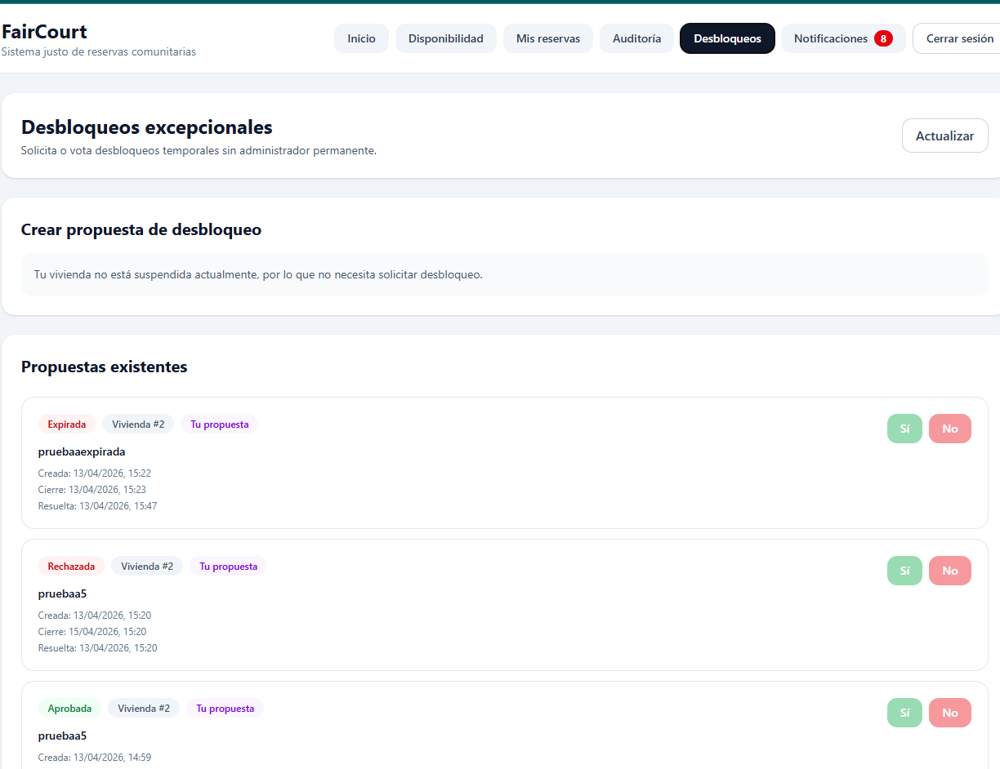 FairCourt
Sistema justo de reservas comunitarias
Inicio
Disponibilidad
Mis reservas
Auditoría
Desbloqueos
Notificaciones 8
Cerrar sesión
Desbloqueos excepcionales
Solicita o vota desbloqueos temporales sin administrador permanente.
Actualizar
Crear propuesta de desbloqueo
Tu vivienda no está suspendida actualmente, por lo que no necesita solicitar desbloqueo.
Propuestas existentes
Expirada Vivienda #2 Tu propuesta
Sí No
pruebaaexpirada
Creada: 13/04/2026, 15:22
Cierre: 13/04/2026, 15:23
Resuelta: 13/04/2026, 15:47
Rechazada Vivienda #2 Tu propuesta
Sí No
pruebaa5
Creada: 13/04/2026, 15:20
Cierre: 15/04/2026, 15:20
Resuelta: 13/04/2026, 15:20
Aprobada Vivienda #2 Tu propuesta
Sí No
pruebaa5
Creada: 13/04/2026, 14:59